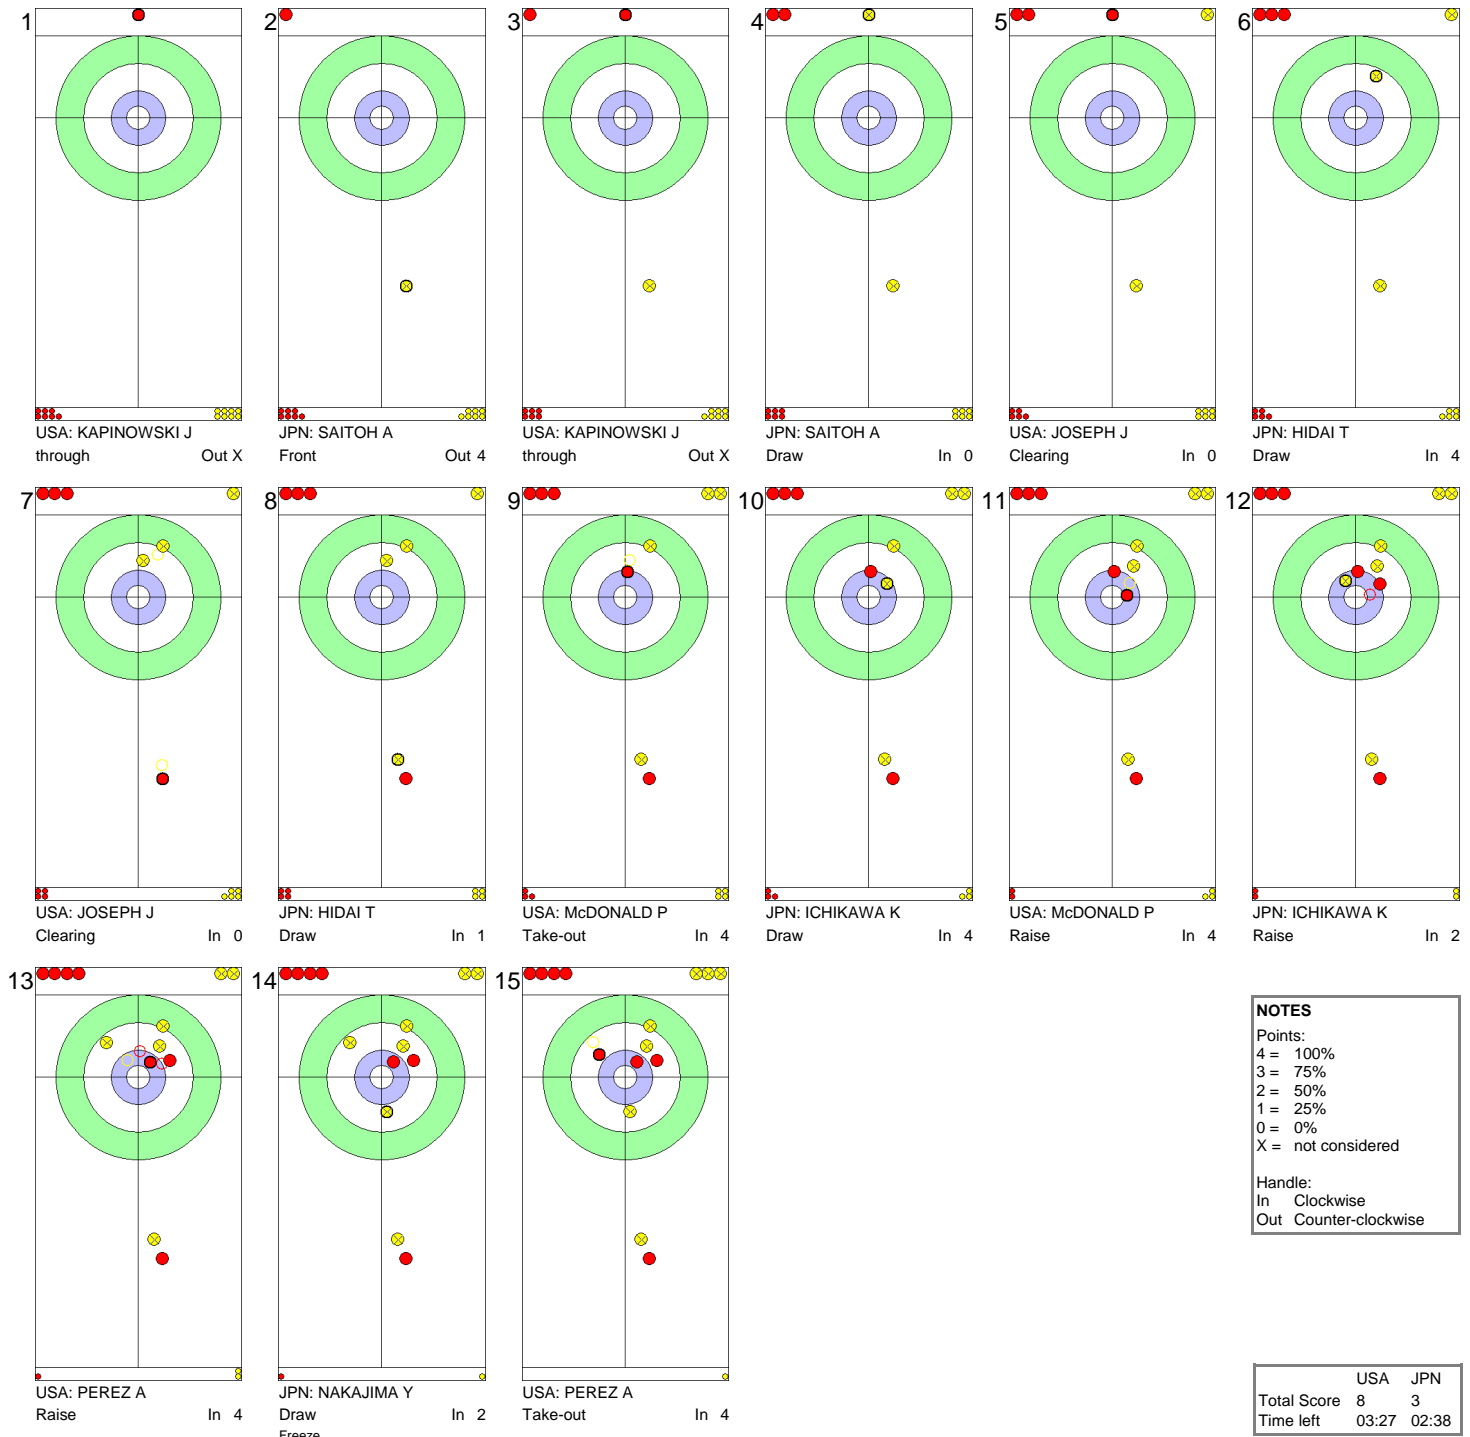 1
2
3
4
5
6
USA: KAPINOWSKI J
through Out X
JPN: SAITOH A
Front Out 4
USA: KAPINOWSKI J
through Out X
JPN: SAITOH A
Draw In 0
USA: JOSEPH J
Clearing In 0
JPN: HIDAI T
Draw In 4
7
8
9
10
11
12
USA: JOSEPH J
Clearing In 0
JPN: HIDAI T
Draw In 1
USA: McDONALD P
Take-out In 4
JPN: ICHIKAWA K
Draw In 4
USA: McDONALD P
Raise In 4
JPN: ICHIKAWA K
Raise In 2
13
14
15
USA: PEREZ A
Raise In 4
JPN: NAKAJIMA Y
Draw In 2
Freeze
USA: PEREZ A
Take-out In 4
NOTES
Points:
4 = 100%
3 = 75%
2 = 50%
1 = 25%
0 = 0%
X = not considered
Handle:
In Clockwise
Out Counter-clockwise
USA JPN
Total Score 8 3
Time left 03:27 02:38